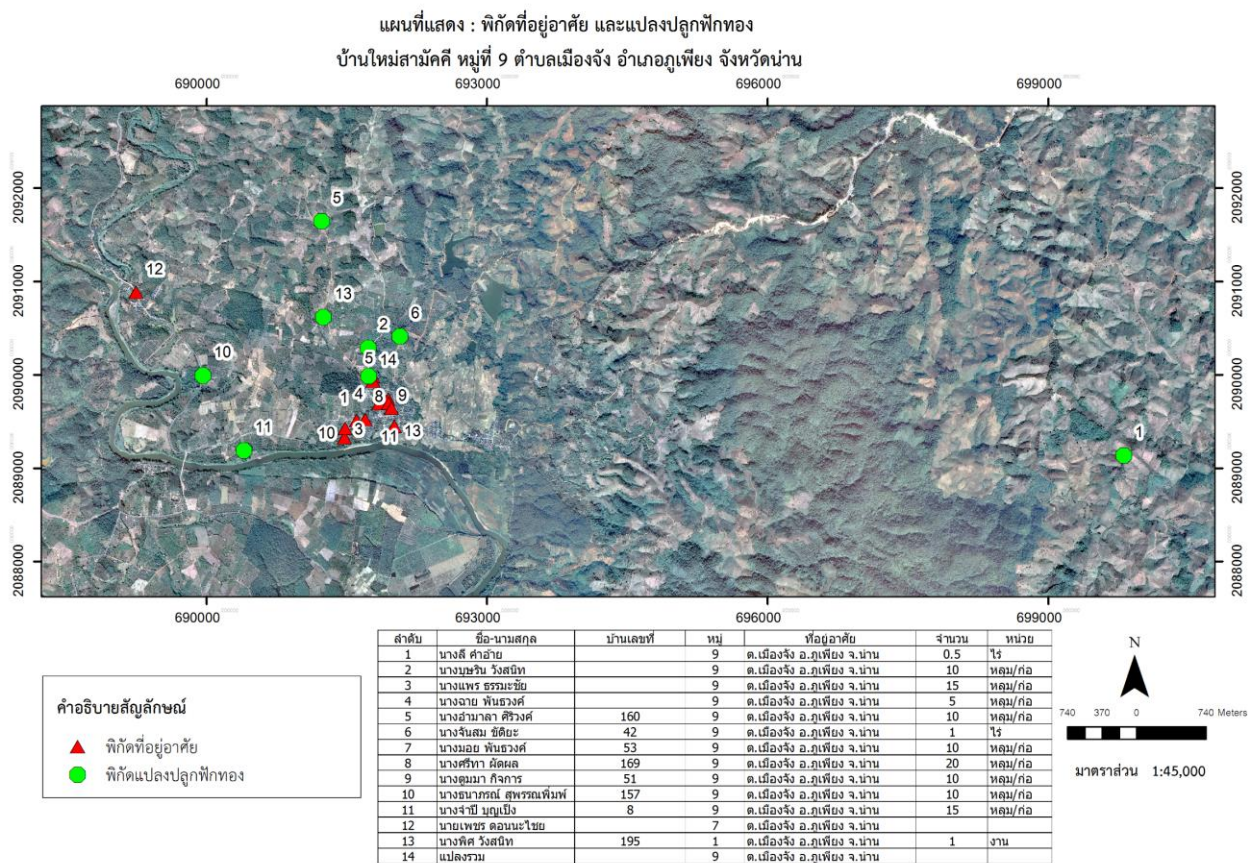 แผนที่แสดง : พิกัดที่อยู่อาศัย และแปลงปลูกฟักทอง
บ้านใหม่สามัคคี หมู่ที่ 9 ตำบลเมืองจัง อำเภอภูเพียง จังหวัดน่าน
690000 693000 696000 699000
2092000 2092000
5
12
2091000 2091000
13
6
2
10
5 14
2090000 2090000
1 4 8 9
11 10 3 11 13
1
2089000 2089000
2088000 2088000
690000 693000 696000 699000
ลำดับ ชื่อ-นามสกุล บ้านเลขที่ หมู่ ที่อยู่อาศัย จำนวน หน่วย
1 นางลี คำอ้าย 9 ต.เมืองจัง อ.ภูเพียง จ.น่าน 0.5 ไร่
2 นางบุษริน วังสนิท 9 ต.เมืองจัง อ.ภูเพียง จ.น่าน 10 หลุม/ก่อ
3 นางแพร ธรรมะชัย 9 ต.เมืองจัง อ.ภูเพียง จ.น่าน 15 หลุม/ก่อ
4 นางฉาย พันธวงค์ 9 ต.เมืองจัง อ.ภูเพียง จ.น่าน 5 หลุม/ก่อ
5 นางอำมาลา ศิริวงค์ 160 9 ต.เมืองจัง อ.ภูเพียง จ.น่าน 10 หลุม/ก่อ
6 นางจันสม ขัติยะ 42 9 ต.เมืองจัง อ.ภูเพียง จ.น่าน 1 ไร่
7 นางมอย พันธวงค์ 53 9 ต.เมืองจัง อ.ภูเพียง จ.น่าน 10 หลุม/ก่อ
8 นางศรีทา ผัดผล 169 9 ต.เมืองจัง อ.ภูเพียง จ.น่าน 20 หลุม/ก่อ
9 นางตุมมา กิจการ 51 9 ต.เมืองจัง อ.ภูเพียง จ.น่าน 10 หลุม/ก่อ
10 นางธนาภรณ์ สุพรรณพิ่มพ์ 157 9 ต.เมืองจัง อ.ภูเพียง จ.น่าน 10 หลุม/ก่อ
11 นางจำปี บุญเป็ง 8 9 ต.เมืองจัง อ.ภูเพียง จ.น่าน 15 หลุม/ก่อ
12 นายเพชร ดอนนะไชย 7 ต.เมืองจัง อ.ภูเพียง จ.น่าน
13 นางพิศ วังสนิท 195 1 ต.เมืองจัง อ.ภูเพียง จ.น่าน 1 งาน
14 แปลงรวม 9 ต.เมืองจัง อ.ภูเพียง จ.น่าน
คำอธิบายสัญลักษณ์
พิกัดที่อยู่อาศัย
พิกัดแปลงปลูกฟักทอง
N
740 370 0 740 Meters
มาตราส่วน 1:45,000